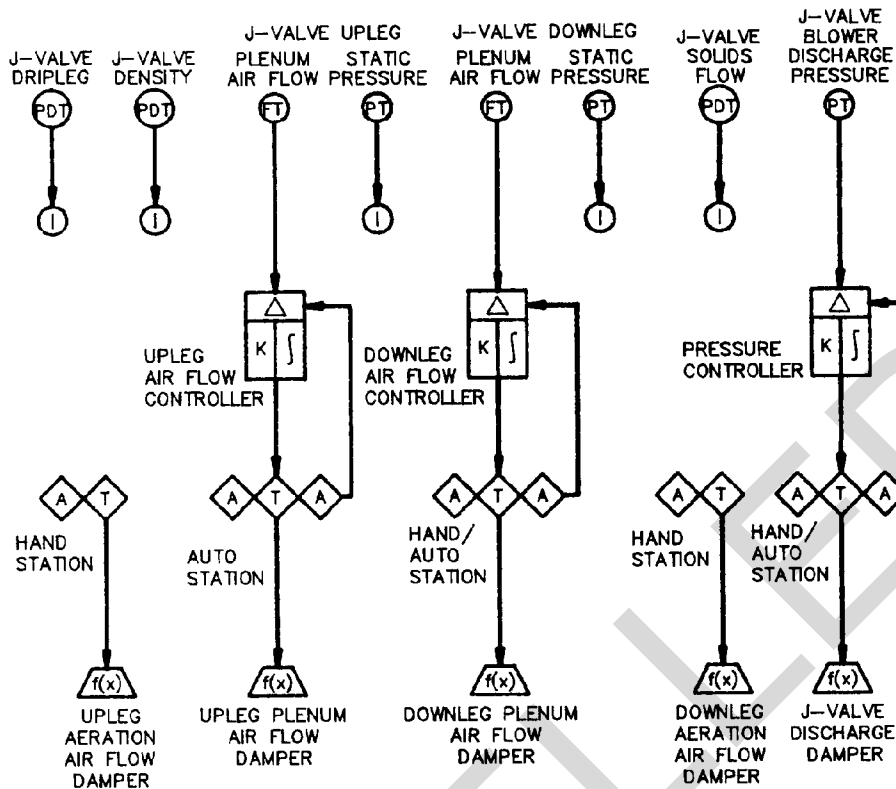 J-VALVE DRIPLEG
J-VALVE DENSITY
J-VALVE UPLEG
PLENUM AIR FLOW
STATIC PRESSURE
J-VALVE DOWNLEG
PLENUM AIR FLOW
STATIC PRESSURE
J-VALVE SOLIDS FLOW
J-VALVE BLOWER DISCHARGE PRESSURE
PDT
PDT
FT
PT
FT
PT
PDT
PT
I
I
I
I
I
△
△
△
K ∫
K ∫
K ∫
UPLEG
AIR FLOW
CONTROLLER
DOWNLEG
AIR FLOW
CONTROLLER
PRESSURE
CONTROLLER
A T
A T A
A T A
A T
A T A
HAND
STATION
AUTO
STATION
HAND/
AUTO
STATION
HAND
STATION
HAND/
AUTO
STATION
f(x)
f(x)
f(x)
f(x)
f(x)
UPLEG
AERATION
AIR FLOW
DAMPER
UPLEG PLENUM
AIR FLOW
DAMPER
DOWNLEG PLENUM
AIR FLOW
DAMPER
DOWNLEG
AERATION
AIR FLOW
DAMPER
J-VALVE
DISCHARGE
DAMPER